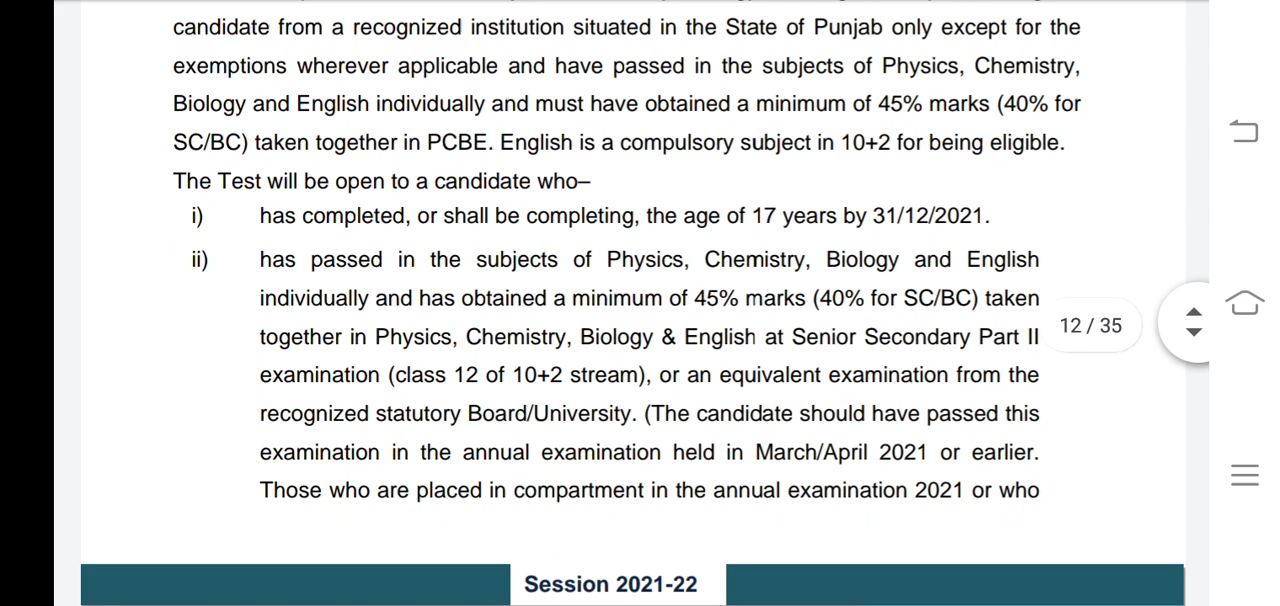 candidate from a recognized institution situated in the State of Punjab only except for the
exemptions wherever applicable and have passed in the subjects of Physics, Chemistry,
Biology and English individually and must have obtained a minimum of 45% marks (40% for
SC/BC) taken together in PCBE. English is a compulsory subject in 10+2 for being eligible.
The Test will be open to a candidate who–
i) has completed, or shall be completing, the age of 17 years by 31/12/2021.
ii) has passed in the subjects of Physics, Chemistry, Biology and English
individually and has obtained a minimum of 45% marks (40% for SC/BC) taken
together in Physics, Chemistry, Biology & English at Senior Secondary Part II
examination (class 12 of 10+2 stream), or an equivalent examination from the
recognized statutory Board/University. (The candidate should have passed this
examination in the annual examination held in March/April 2021 or earlier.
Those who are placed in compartment in the annual examination 2021 or who
12 / 35
Session 2021-22